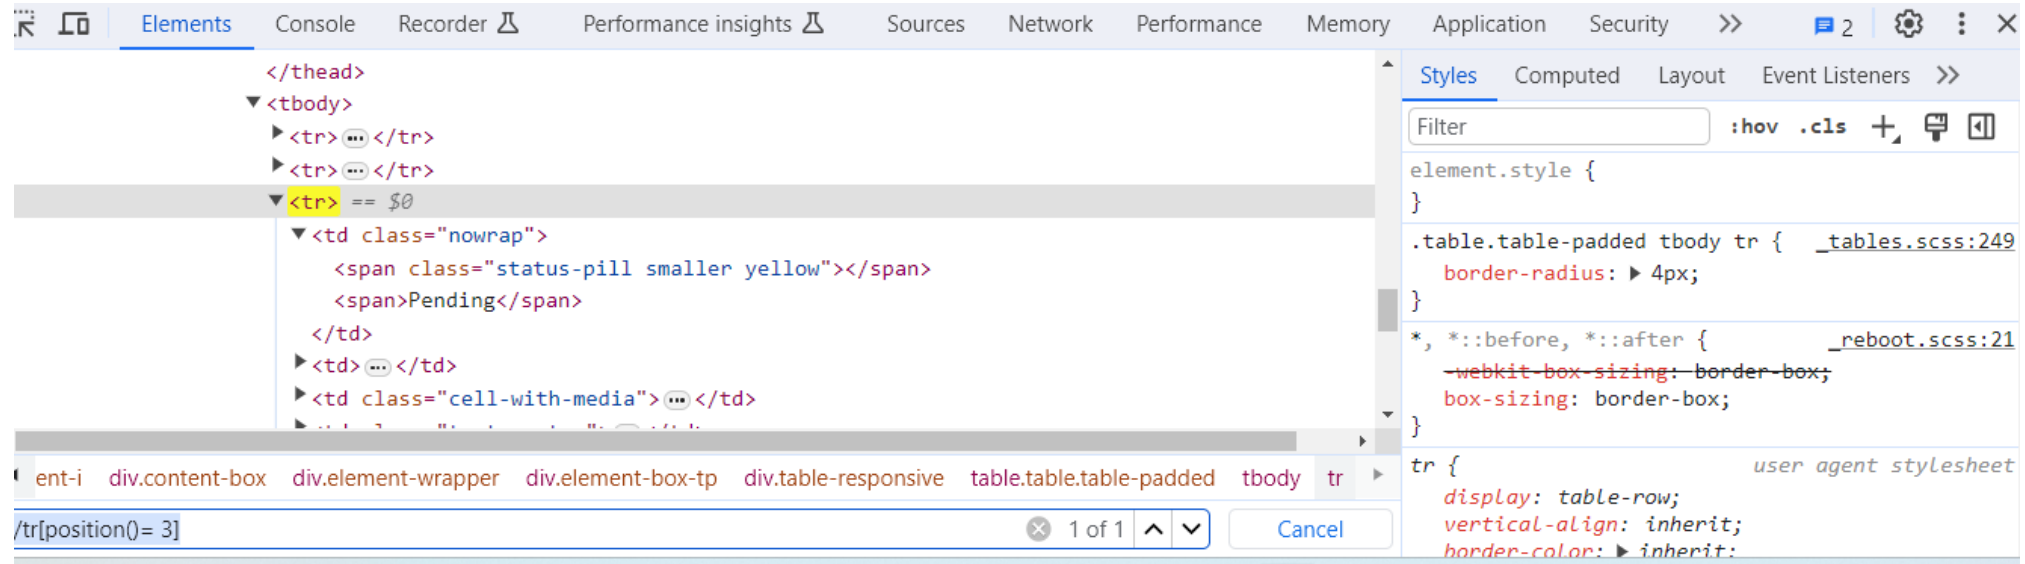 Elements Console Recorder Performance insights Sources Network Performance Memory Application Security 2
</thead>
<tbody>
<tr> ••• </tr>
<tr> ••• </tr>
<tr> == $0
<td class="nowrap">
<span class="status-pill smaller yellow"></span>
<span>Pending</span>
</td>
<td> ••• </td>
<td class="cell-with-media"> ••• </td>
ent-i div.content-box div.element-wrapper div.element-box-tp div.table-responsive table.table.table-padded tbody tr
/tr[position()= 3] 1 of 1 Cancel
Styles Computed Layout Event Listeners
Filter :hov .cls
element.style {
}
.table.table-padded tbody tr { _tables.scss:249
border-radius: 4px;
}
*, *::before, *::after { _reboot.scss:21
-webkit-box-sizing: border-box;
box-sizing: border-box;
}
tr { user agent stylesheet
display: table-row;
vertical-align: inherit;
border-color: inherit;